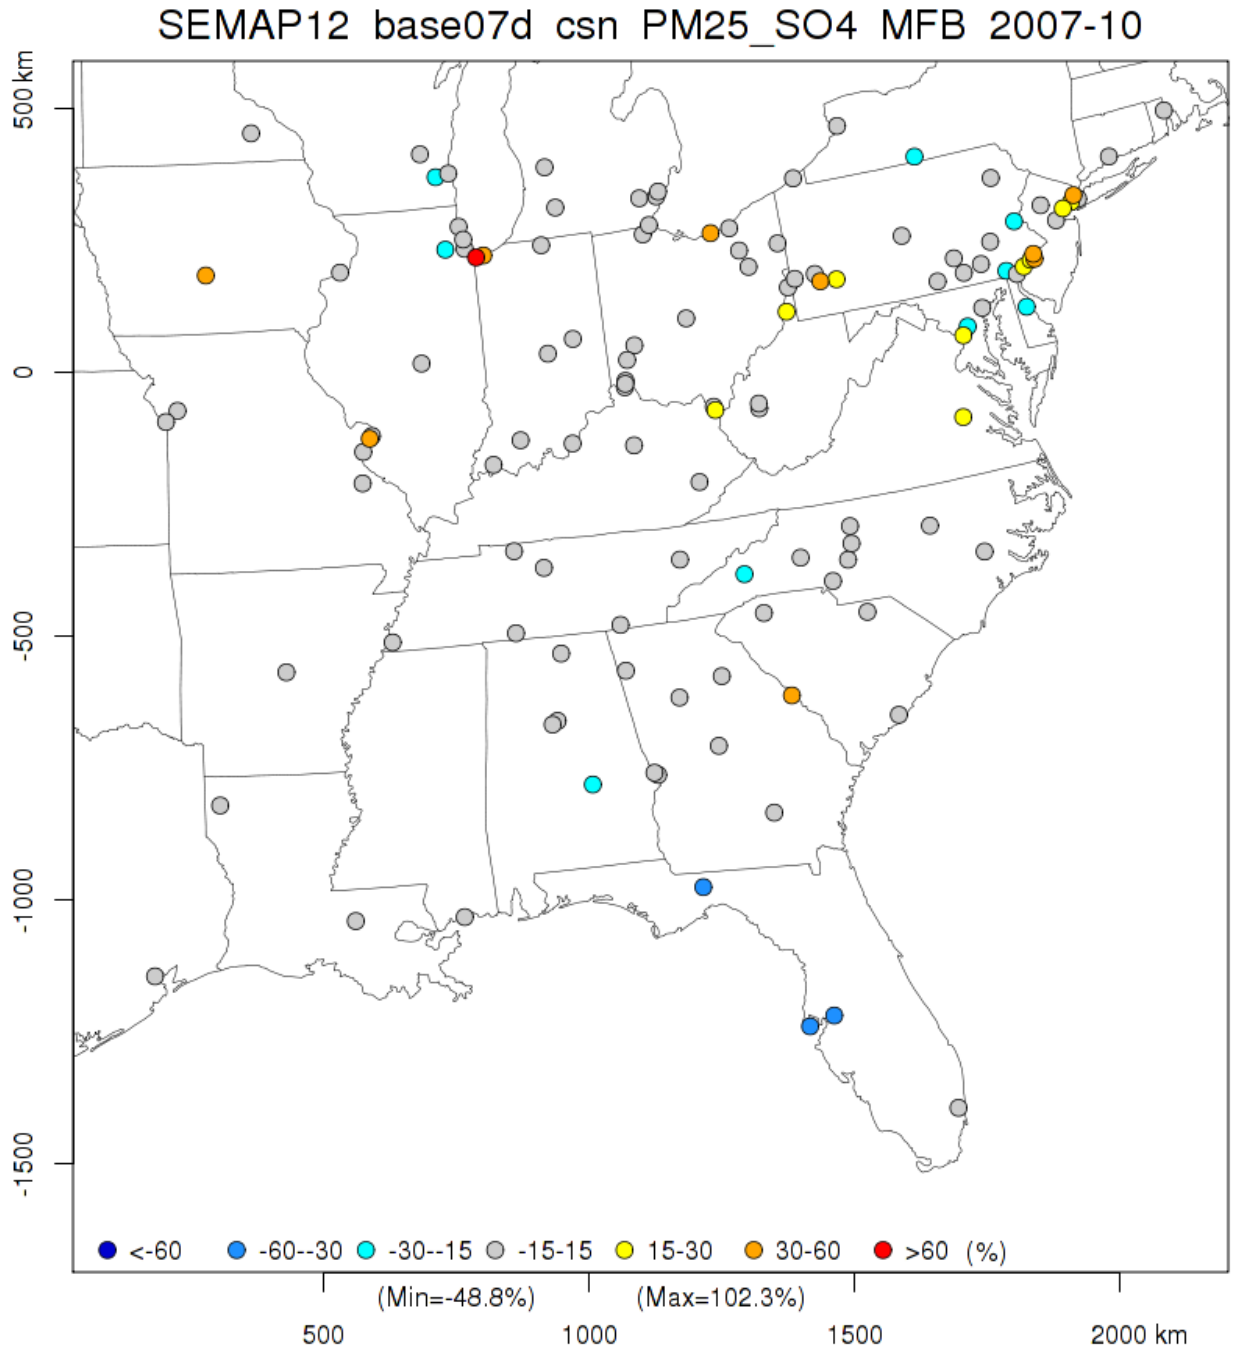 SEMAP12 base07d csn PM25_SO4 MFB 2007-10
500 km
0
-500
-1000
-1500
<-60 -60--30 -30--15 -15-15 15-30 30-60 >60 (%)
(Min=-48.8%) (Max=102.3%)
500 1000 1500 2000 km